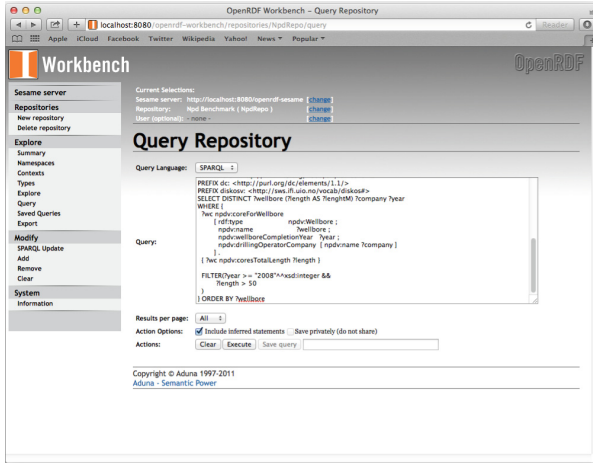 OpenRDF Workbench - Query Repository
localhost:8080/openrdf-workbench/repositories/NpdRepo/query
Reader
Apple iCloud Facebook Twitter Wikipedia Yahoo! News Popular
Workbench
OpenRDF
Sesame server
Repositories
New repository
Delete repository
Explore
Summary
Namespaces
Contexts
Types
Explore
Query
Saved Queries
Export
Modify
SPARQL Update
Add
Remove
Clear
System
Information
Current Selections:
Sesame server: http://localhost:8080/openrdf-sesame [change]
Repository: Npd Benchmark ( NpdRepo ) [change]
User (optional): - none - [change]
Query Repository
Query Language: SPARQL
Query:
PREFIX dc: <http://purl.org/dc/elements/1.1/>
PREFIX diskosv: <http://sws.ifi.uio.no/vocab/diskos#>
SELECT DISTINCT ?wellbore (?length AS ?lenghtM) ?company ?year
WHERE {
?wc npdv:coreForWellbore
[ rdf:type npdv:Wellbore ;
npdv:name ?wellbore ;
npdv:wellboreCompletionYear ?year ;
npdv:drillingOperatorCompany [ npdv:name ?company ]
] .
{ ?wc npdv:coresTotalLength ?length }
FILTER(?year >= "2008"^^xsd:integer &&
?length > 50
)
} ORDER BY ?wellbore
Results per page: All
Action Options: Include inferred statements Save privately (do not share)
Actions: Clear Execute Save query
Copyright © Aduna 1997-2011
Aduna - Semantic Power